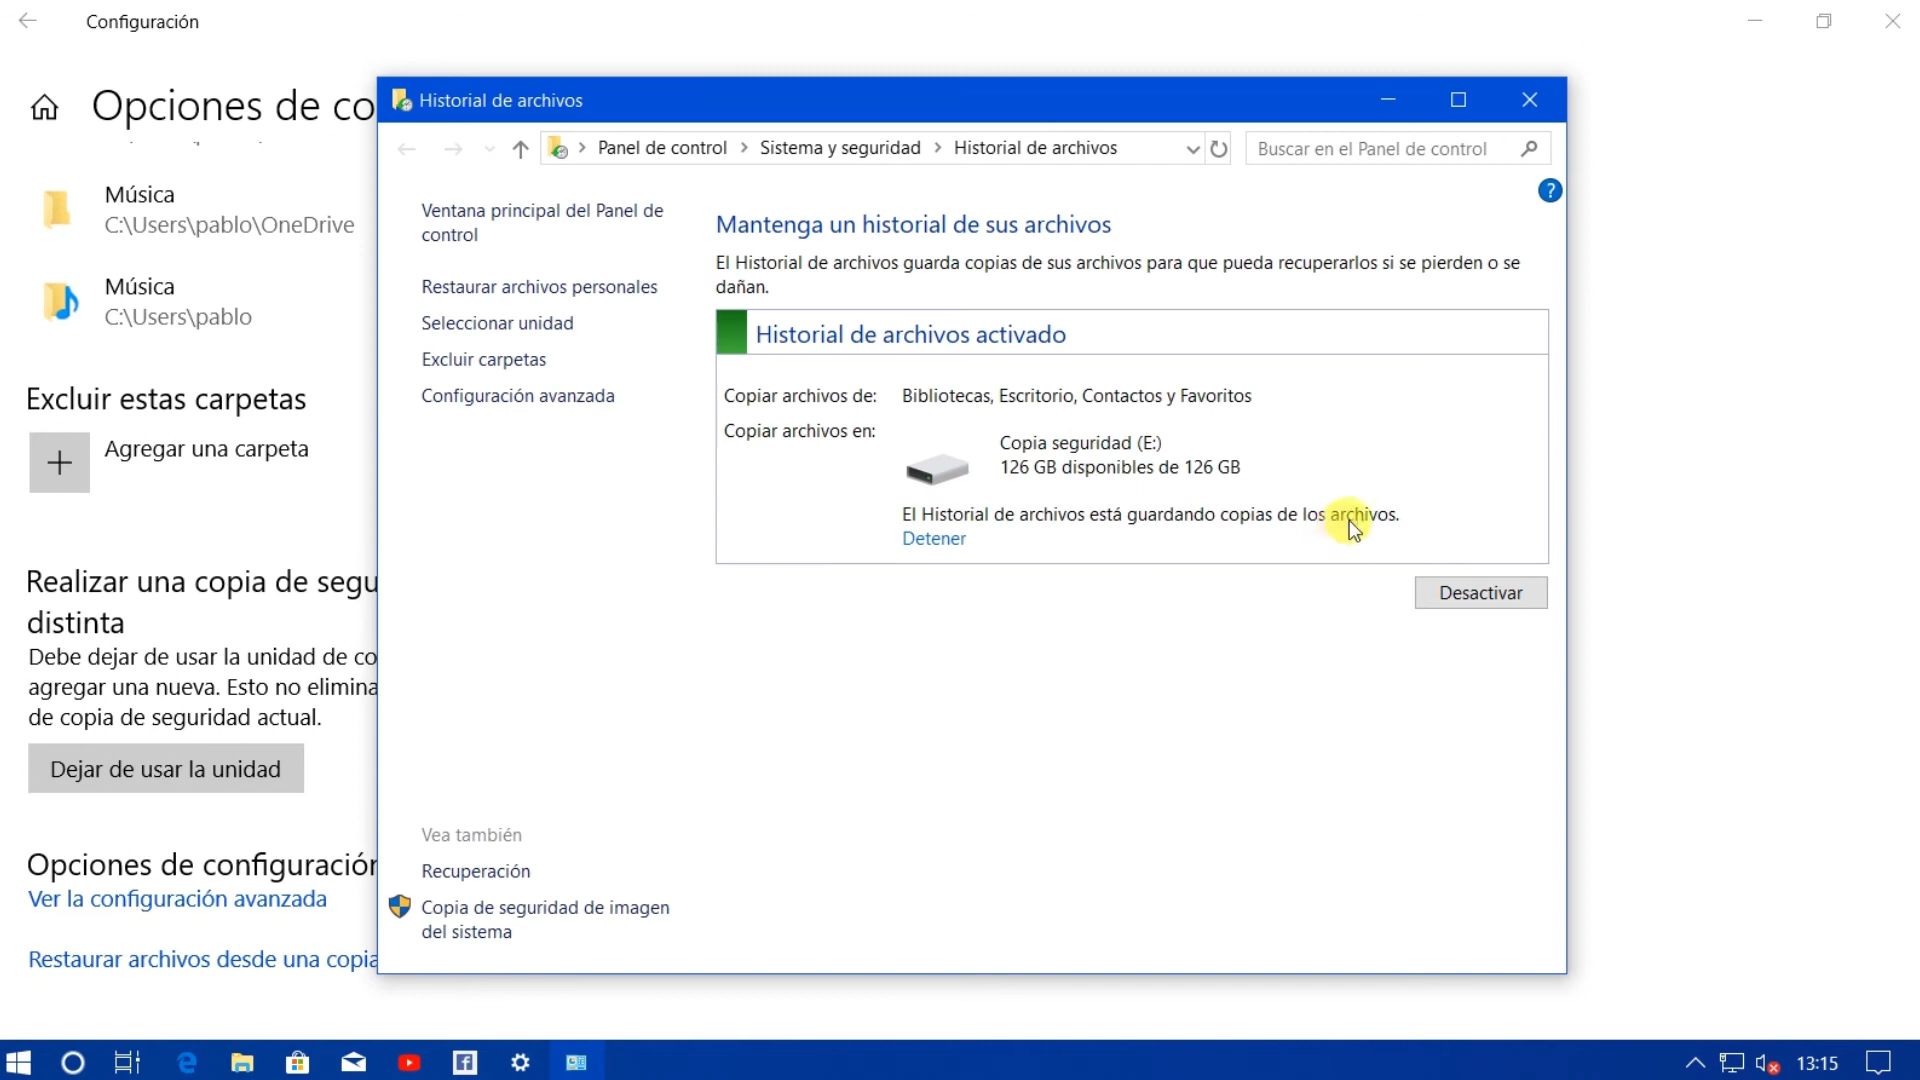 Configuración
Opciones de co
Música
C:\Users\pablo\OneDrive
Música
C:\Users\pablo
Excluir estas carpetas
Agregar una carpeta
Realizar una copia de segu
distinta
Debe dejar de usar la unidad de co
agregar una nueva. Esto no elimina
de copia de seguridad actual.
Dejar de usar la unidad
Opciones de configuración
Ver la configuración avanzada
Restaurar archivos desde una copia
Historial de archivos
Panel de control > Sistema y seguridad > Historial de archivos
Buscar en el Panel de control
?
Ventana principal del Panel de
control
Restaurar archivos personales
Seleccionar unidad
Excluir carpetas
Configuración avanzada
Mantenga un historial de sus archivos
El Historial de archivos guarda copias de sus archivos para que pueda recuperarlos si se pierden o se
dañan.
Historial de archivos activado
Copiar archivos de: Bibliotecas, Escritorio, Contactos y Favoritos
Copiar archivos en:
Copia seguridad (E:)
126 GB disponibles de 126 GB
El Historial de archivos está guardando copias de los archivos.
Detener
Desactivar
Vea también
Recuperación
Copia de seguridad de imagen
del sistema
13:15